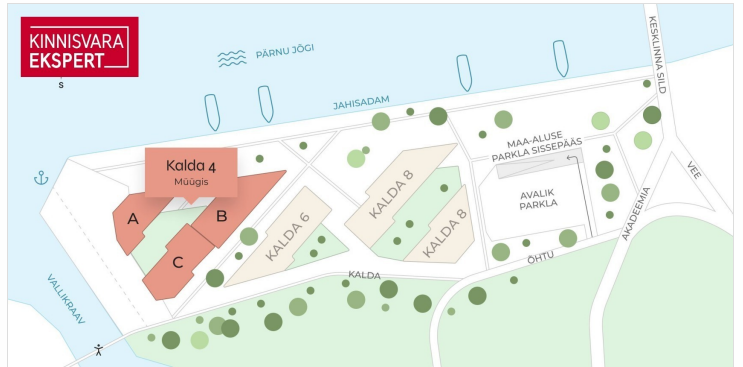 KINNISVARA
EKSPERT
S
PÄRNU JÕGI
JAHISADAM
KESKLINNA SILD
MAA-ALUSE
PARKLA SISSEPÄÄS
Kalda 4
Müügis
A
B
C
KALDA 6
KALDA 8
KALDA 8
AVALIK
PARKLA
VEE
AKADEEMIA
ÕHTU
KALDA
VALLIKRAAV